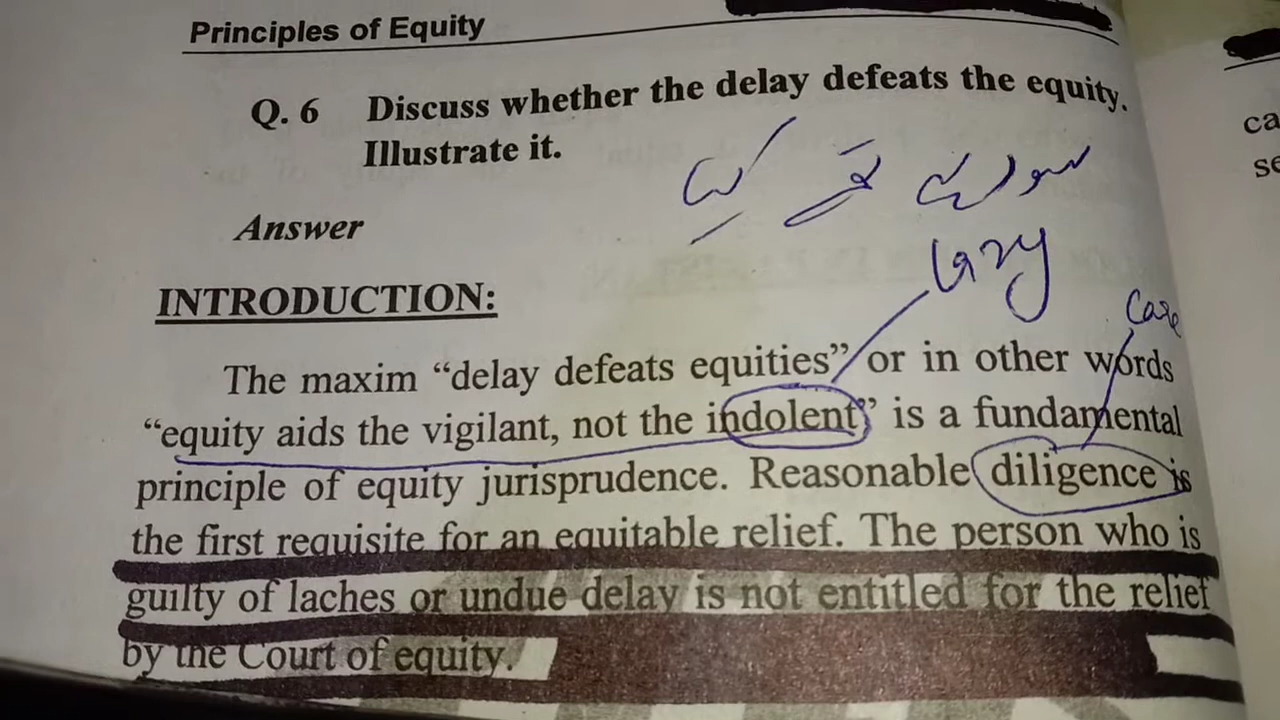 Principles of Equity
Q. 6 Discuss whether the delay defeats the equity.
Illustrate it.
Answer
lazy
INTRODUCTION:
Care
The maxim “delay defeats equities” or in other words
“equity aids the vigilant, not the indolent” is a fundamental
principle of equity jurisprudence. Reasonable diligence is
the first requisite for an equitable relief. The person who is
guilty of laches or undue delay is not entitled for the relief
by the Court of equity.
ca
se